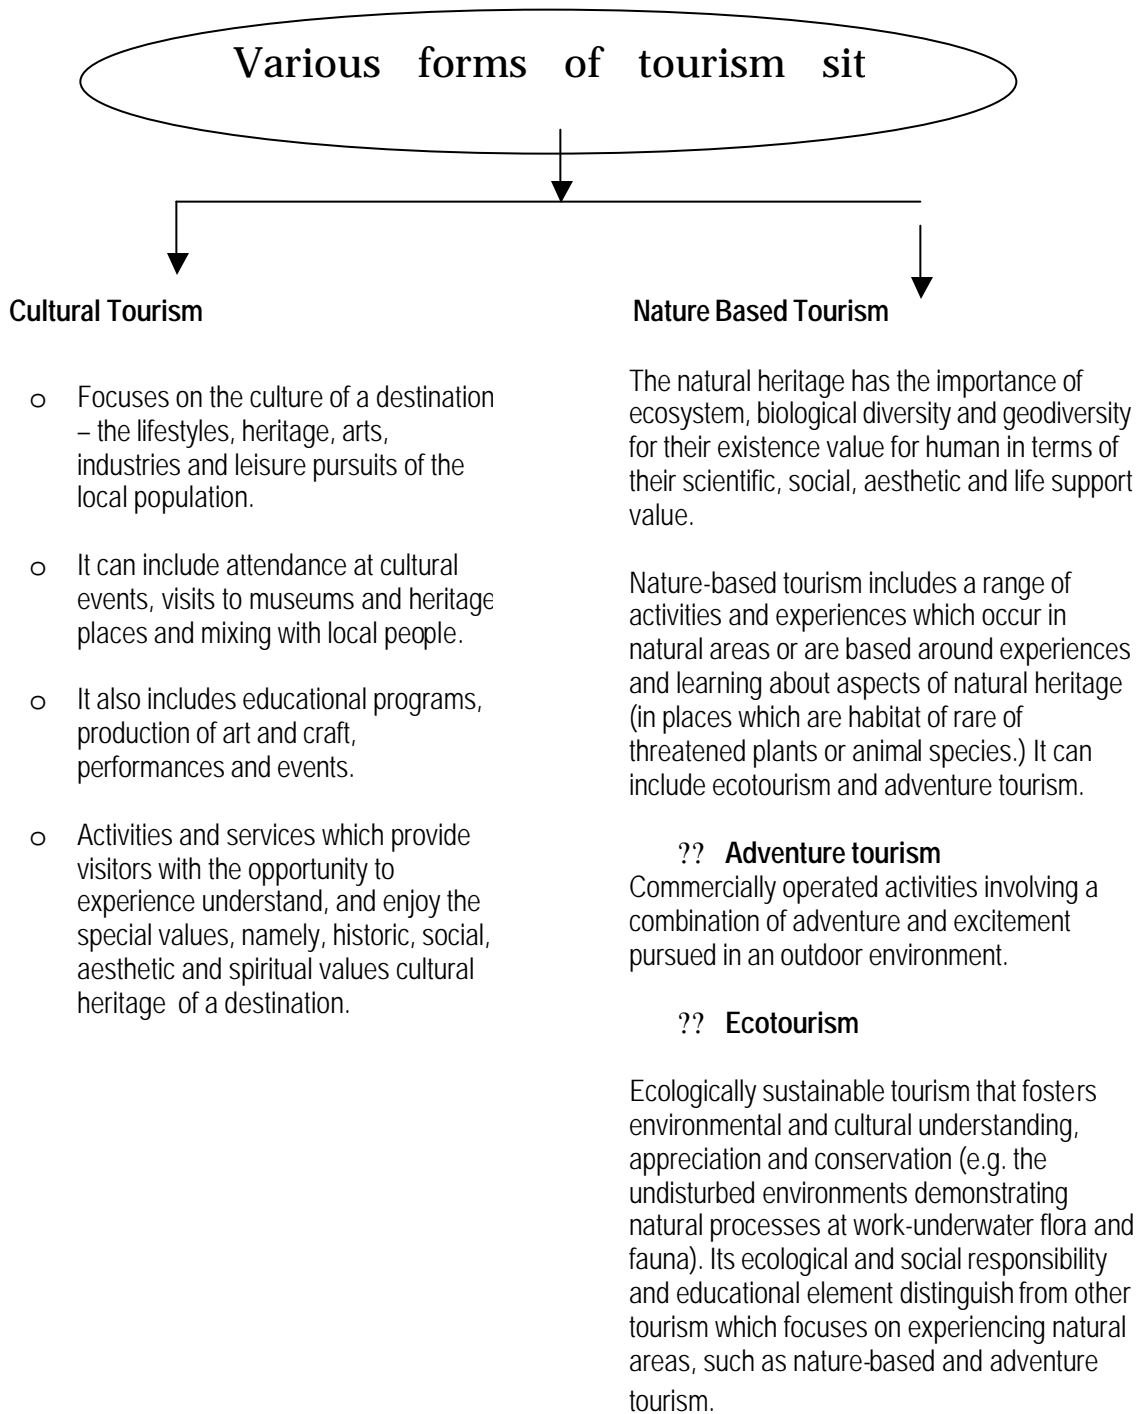 Various forms of tourism sit
Cultural Tourism
o Focuses on the culture of a destination
– the lifestyles, heritage, arts,
industries and leisure pursuits of the
local population.
o It can include attendance at cultural
events, visits to museums and heritage
places and mixing with local people.
o It also includes educational programs,
production of art and craft,
performances and events.
o Activities and services which provide
visitors with the opportunity to
experience understand, and enjoy the
special values, namely, historic, social,
aesthetic and spiritual values cultural
heritage of a destination.
Nature Based Tourism
The natural heritage has the importance of
ecosystem, biological diversity and geodiversity
for their existence value for human in terms of
their scientific, social, aesthetic and life support
value.
Nature-based tourism includes a range of
activities and experiences which occur in
natural areas or are based around experiences
and learning about aspects of natural heritage
(in places which are habitat of rare of
threatened plants or animal species.) It can
include ecotourism and adventure tourism.
?? Adventure tourism
Commercially operated activities involving a
combination of adventure and excitement
pursued in an outdoor environment.
?? Ecotourism
Ecologically sustainable tourism that fosters
environmental and cultural understanding,
appreciation and conservation (e.g. the
undisturbed environments demonstrating
natural processes at work-underwater flora and
fauna). Its ecological and social responsibility
and educational element distinguish from other
tourism which focuses on experiencing natural
areas, such as nature-based and adventure
tourism.